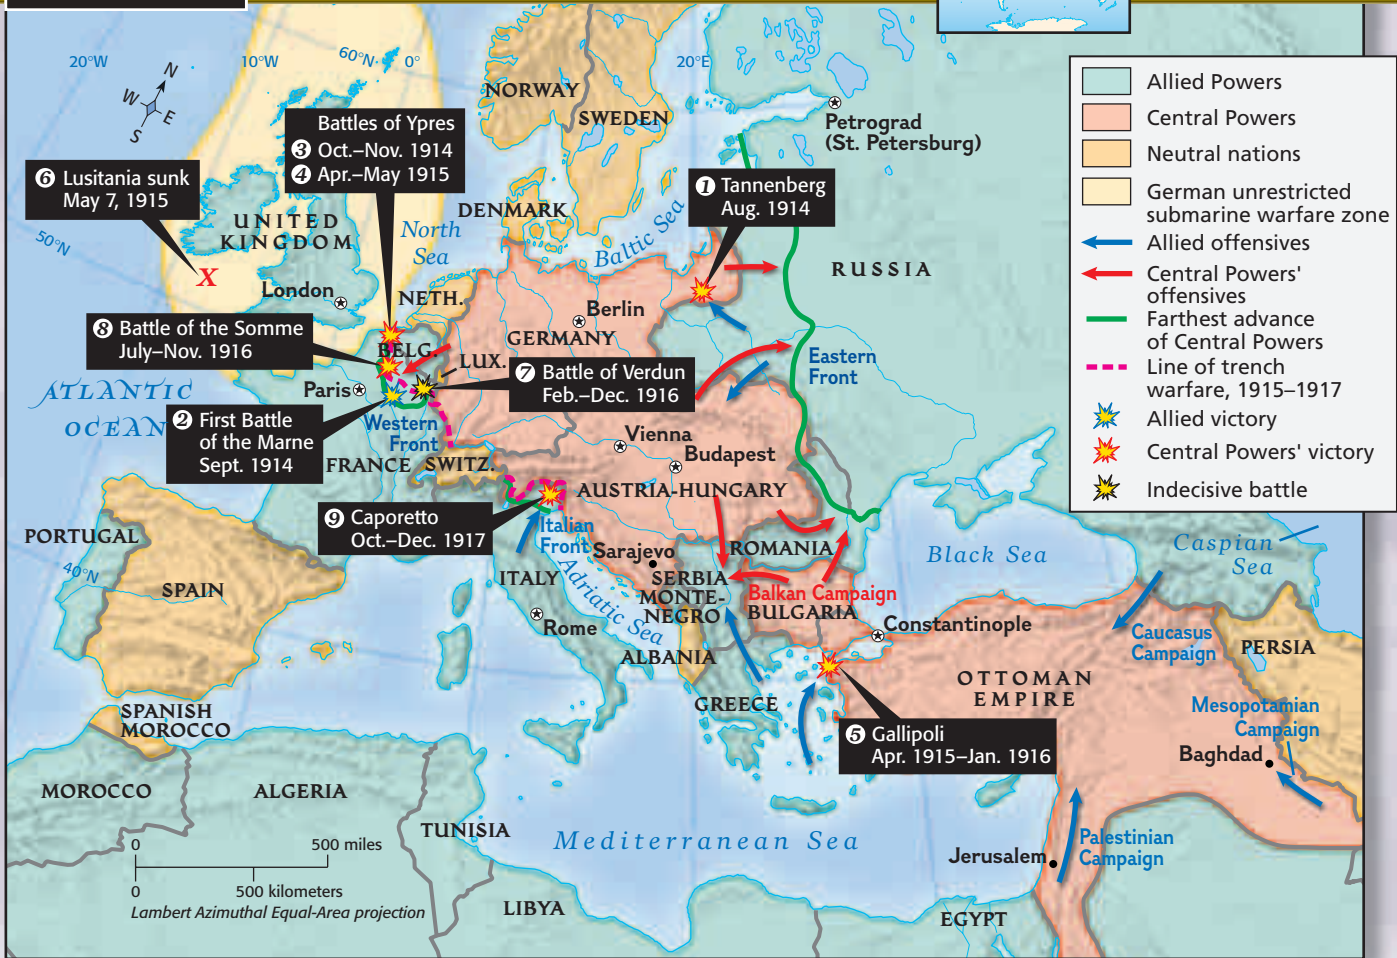 20°W
10°W
60°N
0°
20°E
N
W
E
S
50°N
40°N
NORWAY
SWEDEN
Petrograd
(St. Petersburg)
Battles of Ypres
3 Oct.–Nov. 1914
4 Apr.–May 1915
6 Lusitania sunk
May 7, 1915
X
1 Tannenberg
Aug. 1914
UNITED
KINGDOM
London
North
Sea
DENMARK
Baltic Sea
RUSSIA
NETH.
Berlin
GERMANY
8 Battle of the Somme
July–Nov. 1916
BELG.
LUX.
7 Battle of Verdun
Feb.–Dec. 1916
Eastern
Front
ATLANTIC
OCEAN
Paris
2 First Battle
of the Marne
Sept. 1914
Western
Front
FRANCE
SWITZ.
Vienna
Budapest
AUSTRIA-HUNGARY
9 Caporetto
Oct.–Dec. 1917
Italian
Front
PORTUGAL
SPAIN
ITALY
Rome
Adriatic Sea
Sarajevo
SERBIA
MONTE-
NEGRO
ROMANIA
Balkan Campaign
BULGARIA
ALBANIA
GREECE
Black Sea
Caspian
Sea
Constantinople
Caucasus
Campaign
PERSIA
OTTOMAN
EMPIRE
Mesopotamian
Campaign
Baghdad
5 Gallipoli
Apr. 1915–Jan. 1916
SPANISH
MOROCCO
MOROCCO
ALGERIA
TUNISIA
Mediterranean Sea
Jerusalem
Palestinian
Campaign
LIBYA
EGYPT
0 500 miles
0 500 kilometers
Lambert Azimuthal Equal-Area projection
Allied Powers
Central Powers
Neutral nations
German unrestricted
submarine warfare zone
Allied offensives
Central Powers'
offensives
Farthest advance
of Central Powers
Line of trench
warfare, 1915–1917
Allied victory
Central Powers' victory
Indecisive battle